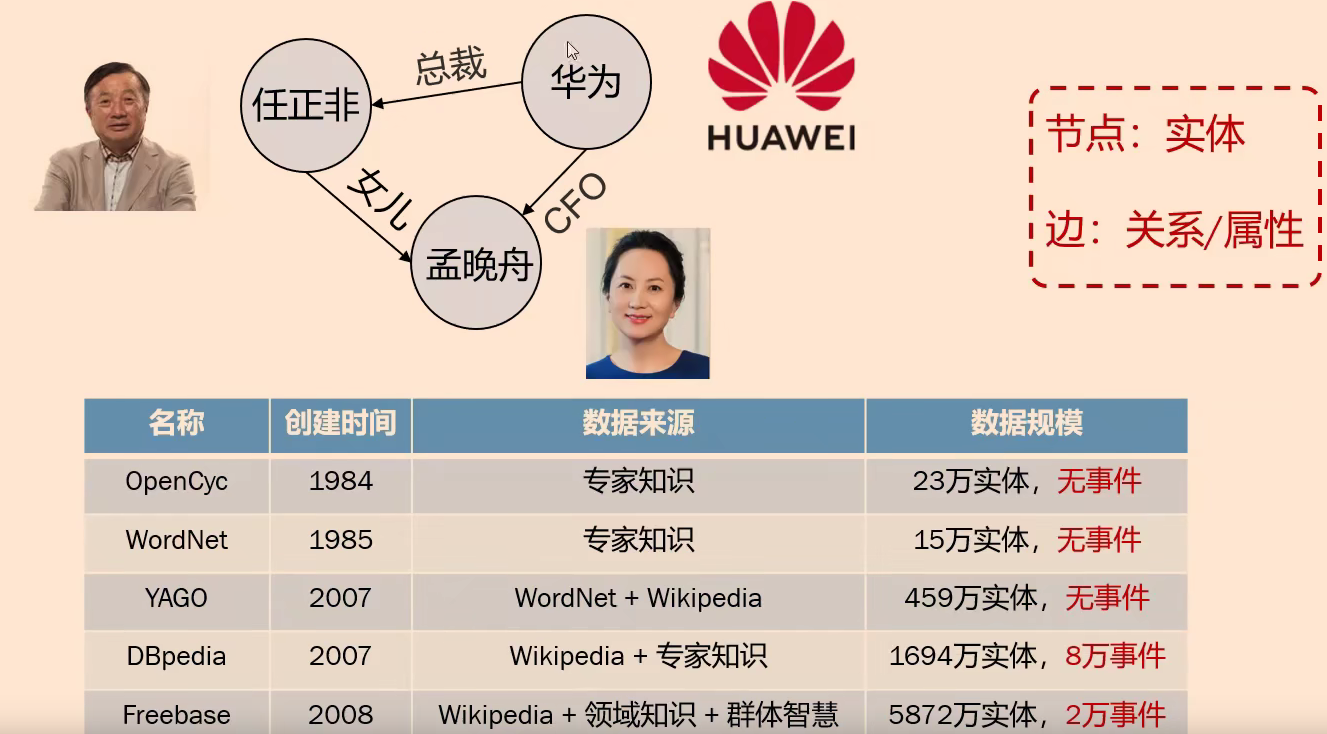 总裁
华为
任正非
HUAWEI
节点：实体
女儿
CFO
边：关系/属性
孟晚舟
名称 创建时间 数据来源 数据规模
OpenCyc 1984 专家知识 23万实体，无事件
WordNet 1985 专家知识 15万实体，无事件
YAGO 2007 WordNet + Wikipedia 459万实体，无事件
DBpedia 2007 Wikipedia + 专家知识 1694万实体，8万事件
Freebase 2008 Wikipedia + 领域知识 + 群体智慧 5872万实体，2万事件